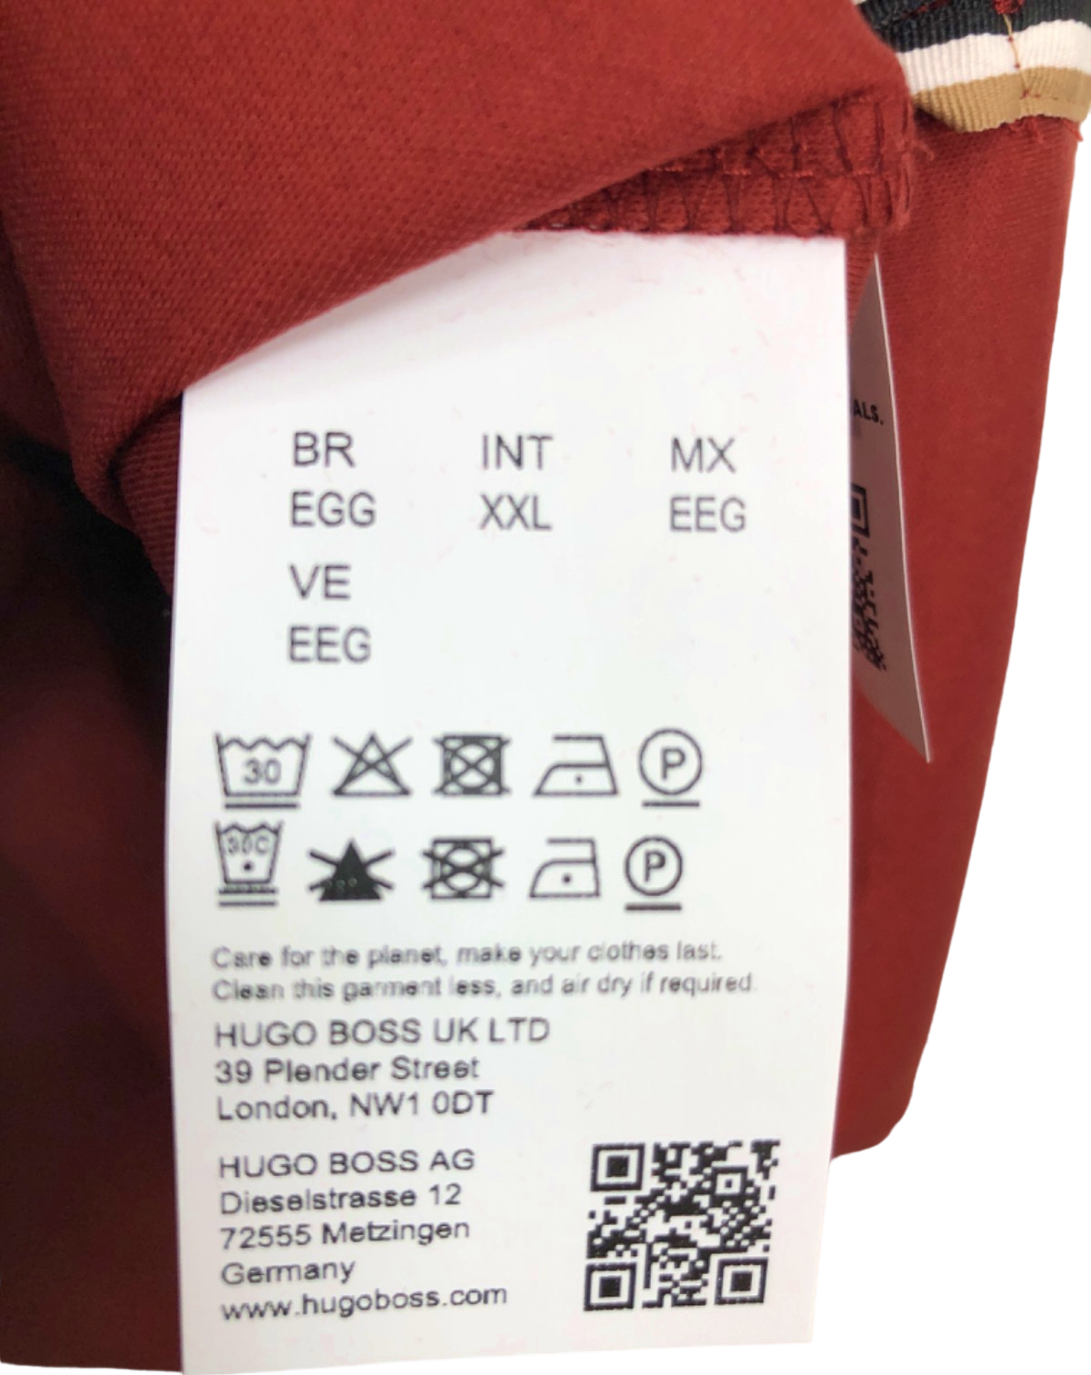 BR INT MX
EGG XXL EEG
VE
EEG
30 P
30C P
Care for the planet, make your clothes last.
Clean this garment less, and air dry if required.
HUGO BOSS UK LTD
39 Plender Street
London, NW1 0DT
HUGO BOSS AG
Dieselstrasse 12
72555 Metzingen
Germany
www.hugoboss.com
ALS.